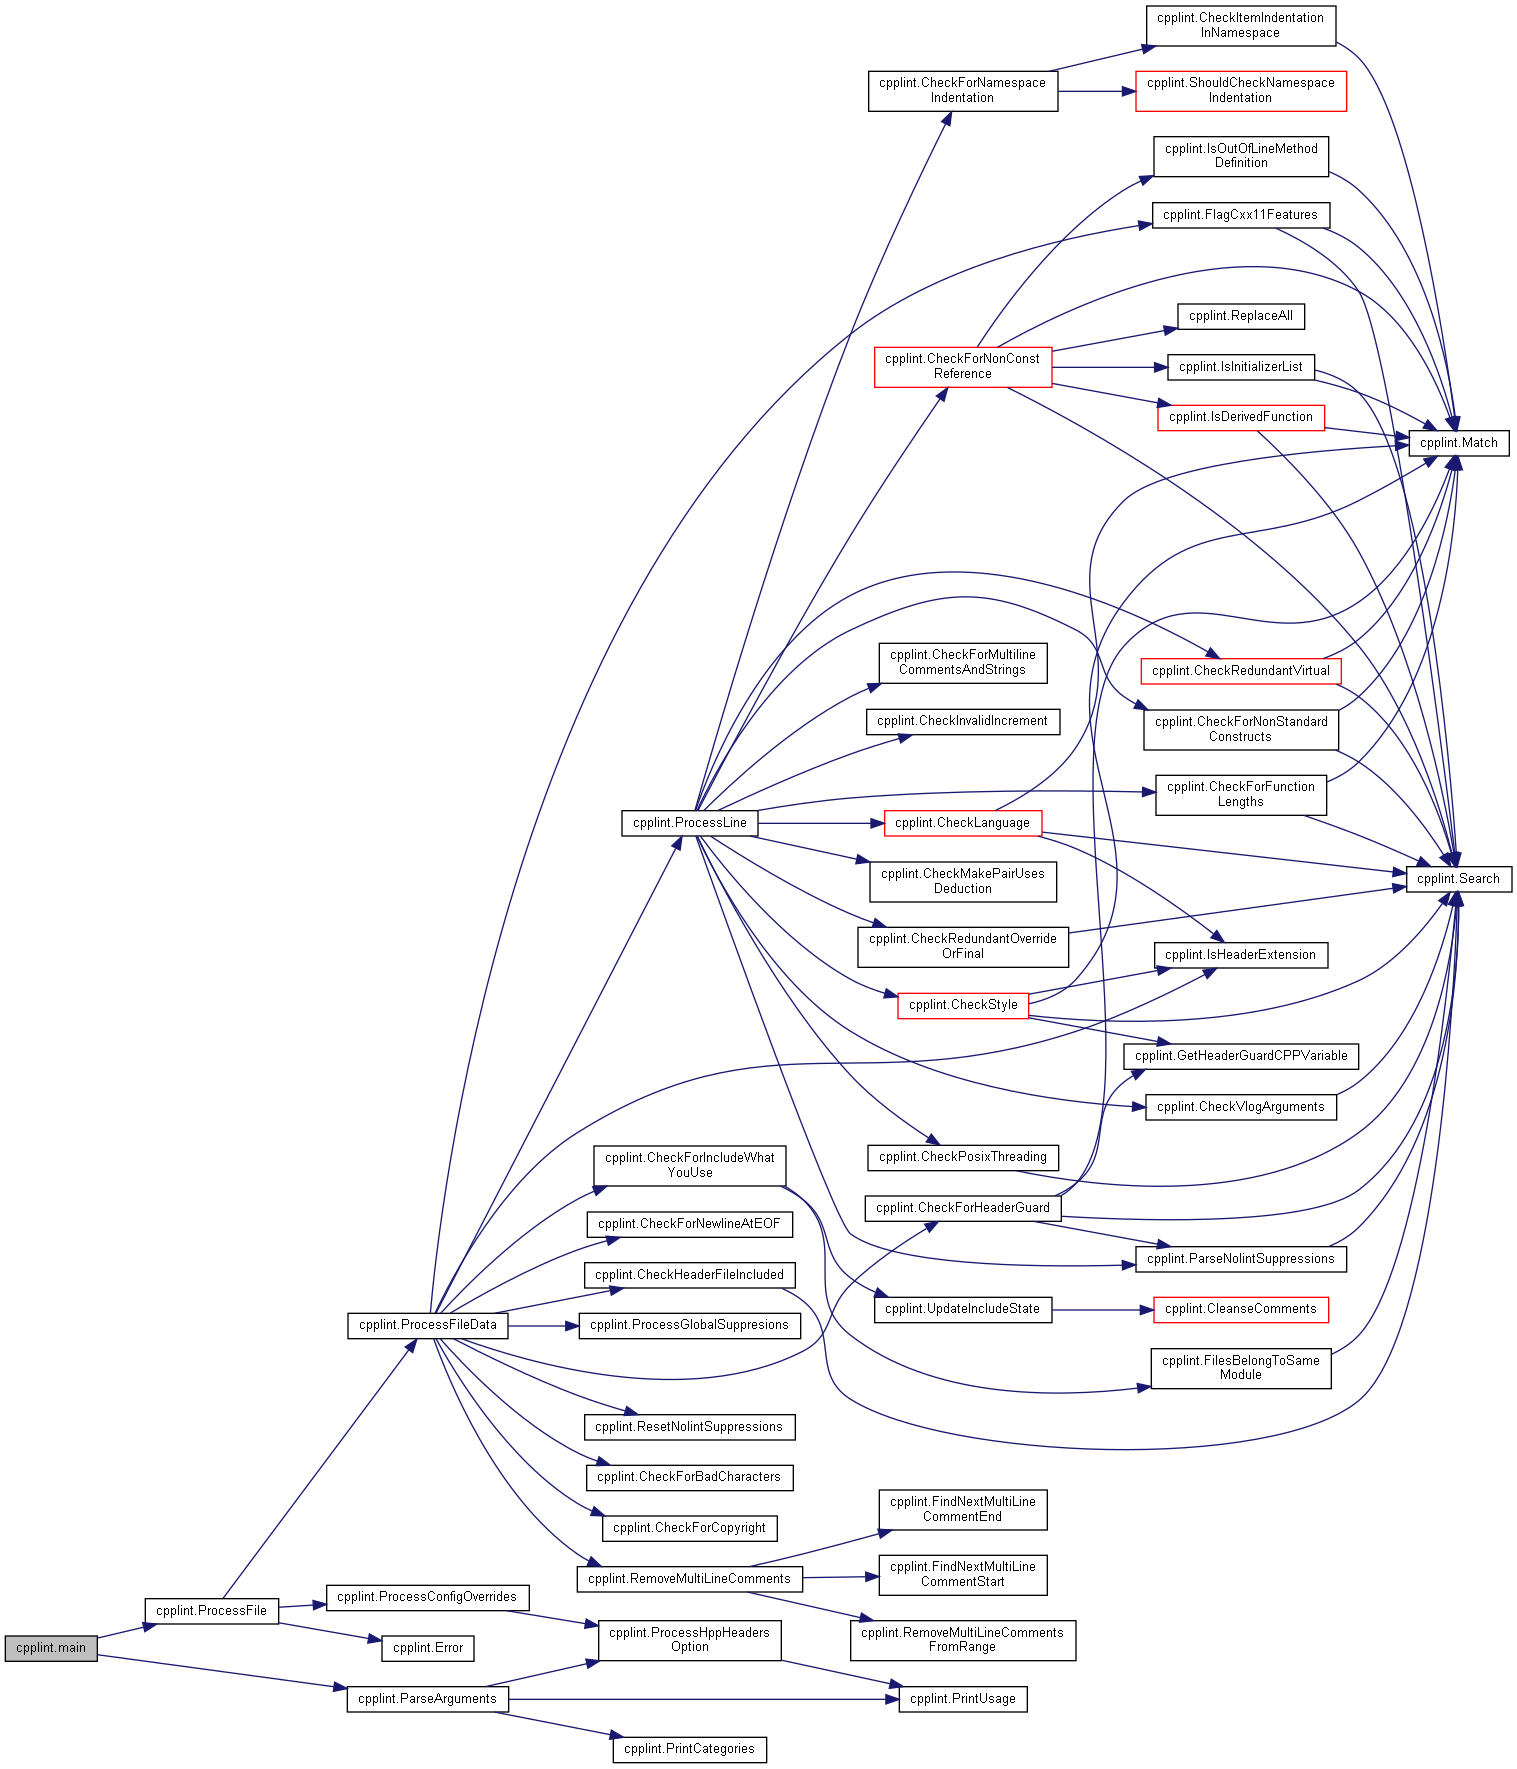 cpplint.CheckItemIndentation
InNamespace
cpplint.CheckForNamespace
Indentation
cpplint.ShouldCheckNamespace
Indentation
cpplint.IsOutOfLineMethod
Definition
cpplint.FlagCxx11Features
cpplint.ReplaceAll
cpplint.CheckForNonConst
Reference
cpplint.IsInitializerList
cpplint.IsDerivedFunction
cpplint.Match
cpplint.CheckForMultiline
CommentsAndStrings
cpplint.CheckRedundantVirtual
cpplint.CheckInvalidIncrement
cpplint.CheckForNonStandard
Constructs
cpplint.CheckForFunction
Lengths
cpplint.ProcessLine
cpplint.CheckLanguage
cpplint.CheckMakePairUses
Deduction
cpplint.Search
cpplint.CheckRedundantOverride
OrFinal
cpplint.IsHeaderExtension
cpplint.CheckStyle
cpplint.GetHeaderGuardCPPVariable
cpplint.CheckVlogArguments
cpplint.CheckForIncludeWhat
YouUse
cpplint.CheckPosixThreading
cpplint.CheckForHeaderGuard
cpplint.CheckForNewlineAtEOF
cpplint.ParseNolintSuppressions
cpplint.CheckHeaderFileIncluded
cpplint.UpdateIncludeState
cpplint.CleanseComments
cpplint.ProcessFileData
cpplint.ProcessGlobalSuppresions
cpplint.FilesBelongToSame
Module
cpplint.ResetNolintSuppressions
cpplint.CheckForBadCharacters
cpplint.FindNextMultiLine
CommentEnd
cpplint.CheckForCopyright
cpplint.FindNextMultiLine
CommentStart
cpplint.RemoveMultiLineComments
cpplint.ProcessConfigOverrides
cpplint.ProcessFile
cpplint.ProcessHppHeaders
Option
cpplint.RemoveMultiLineComments
FromRange
cpplint.main
cpplint.Error
cpplint.ParseArguments
cpplint.PrintUsage
cpplint.PrintCategories